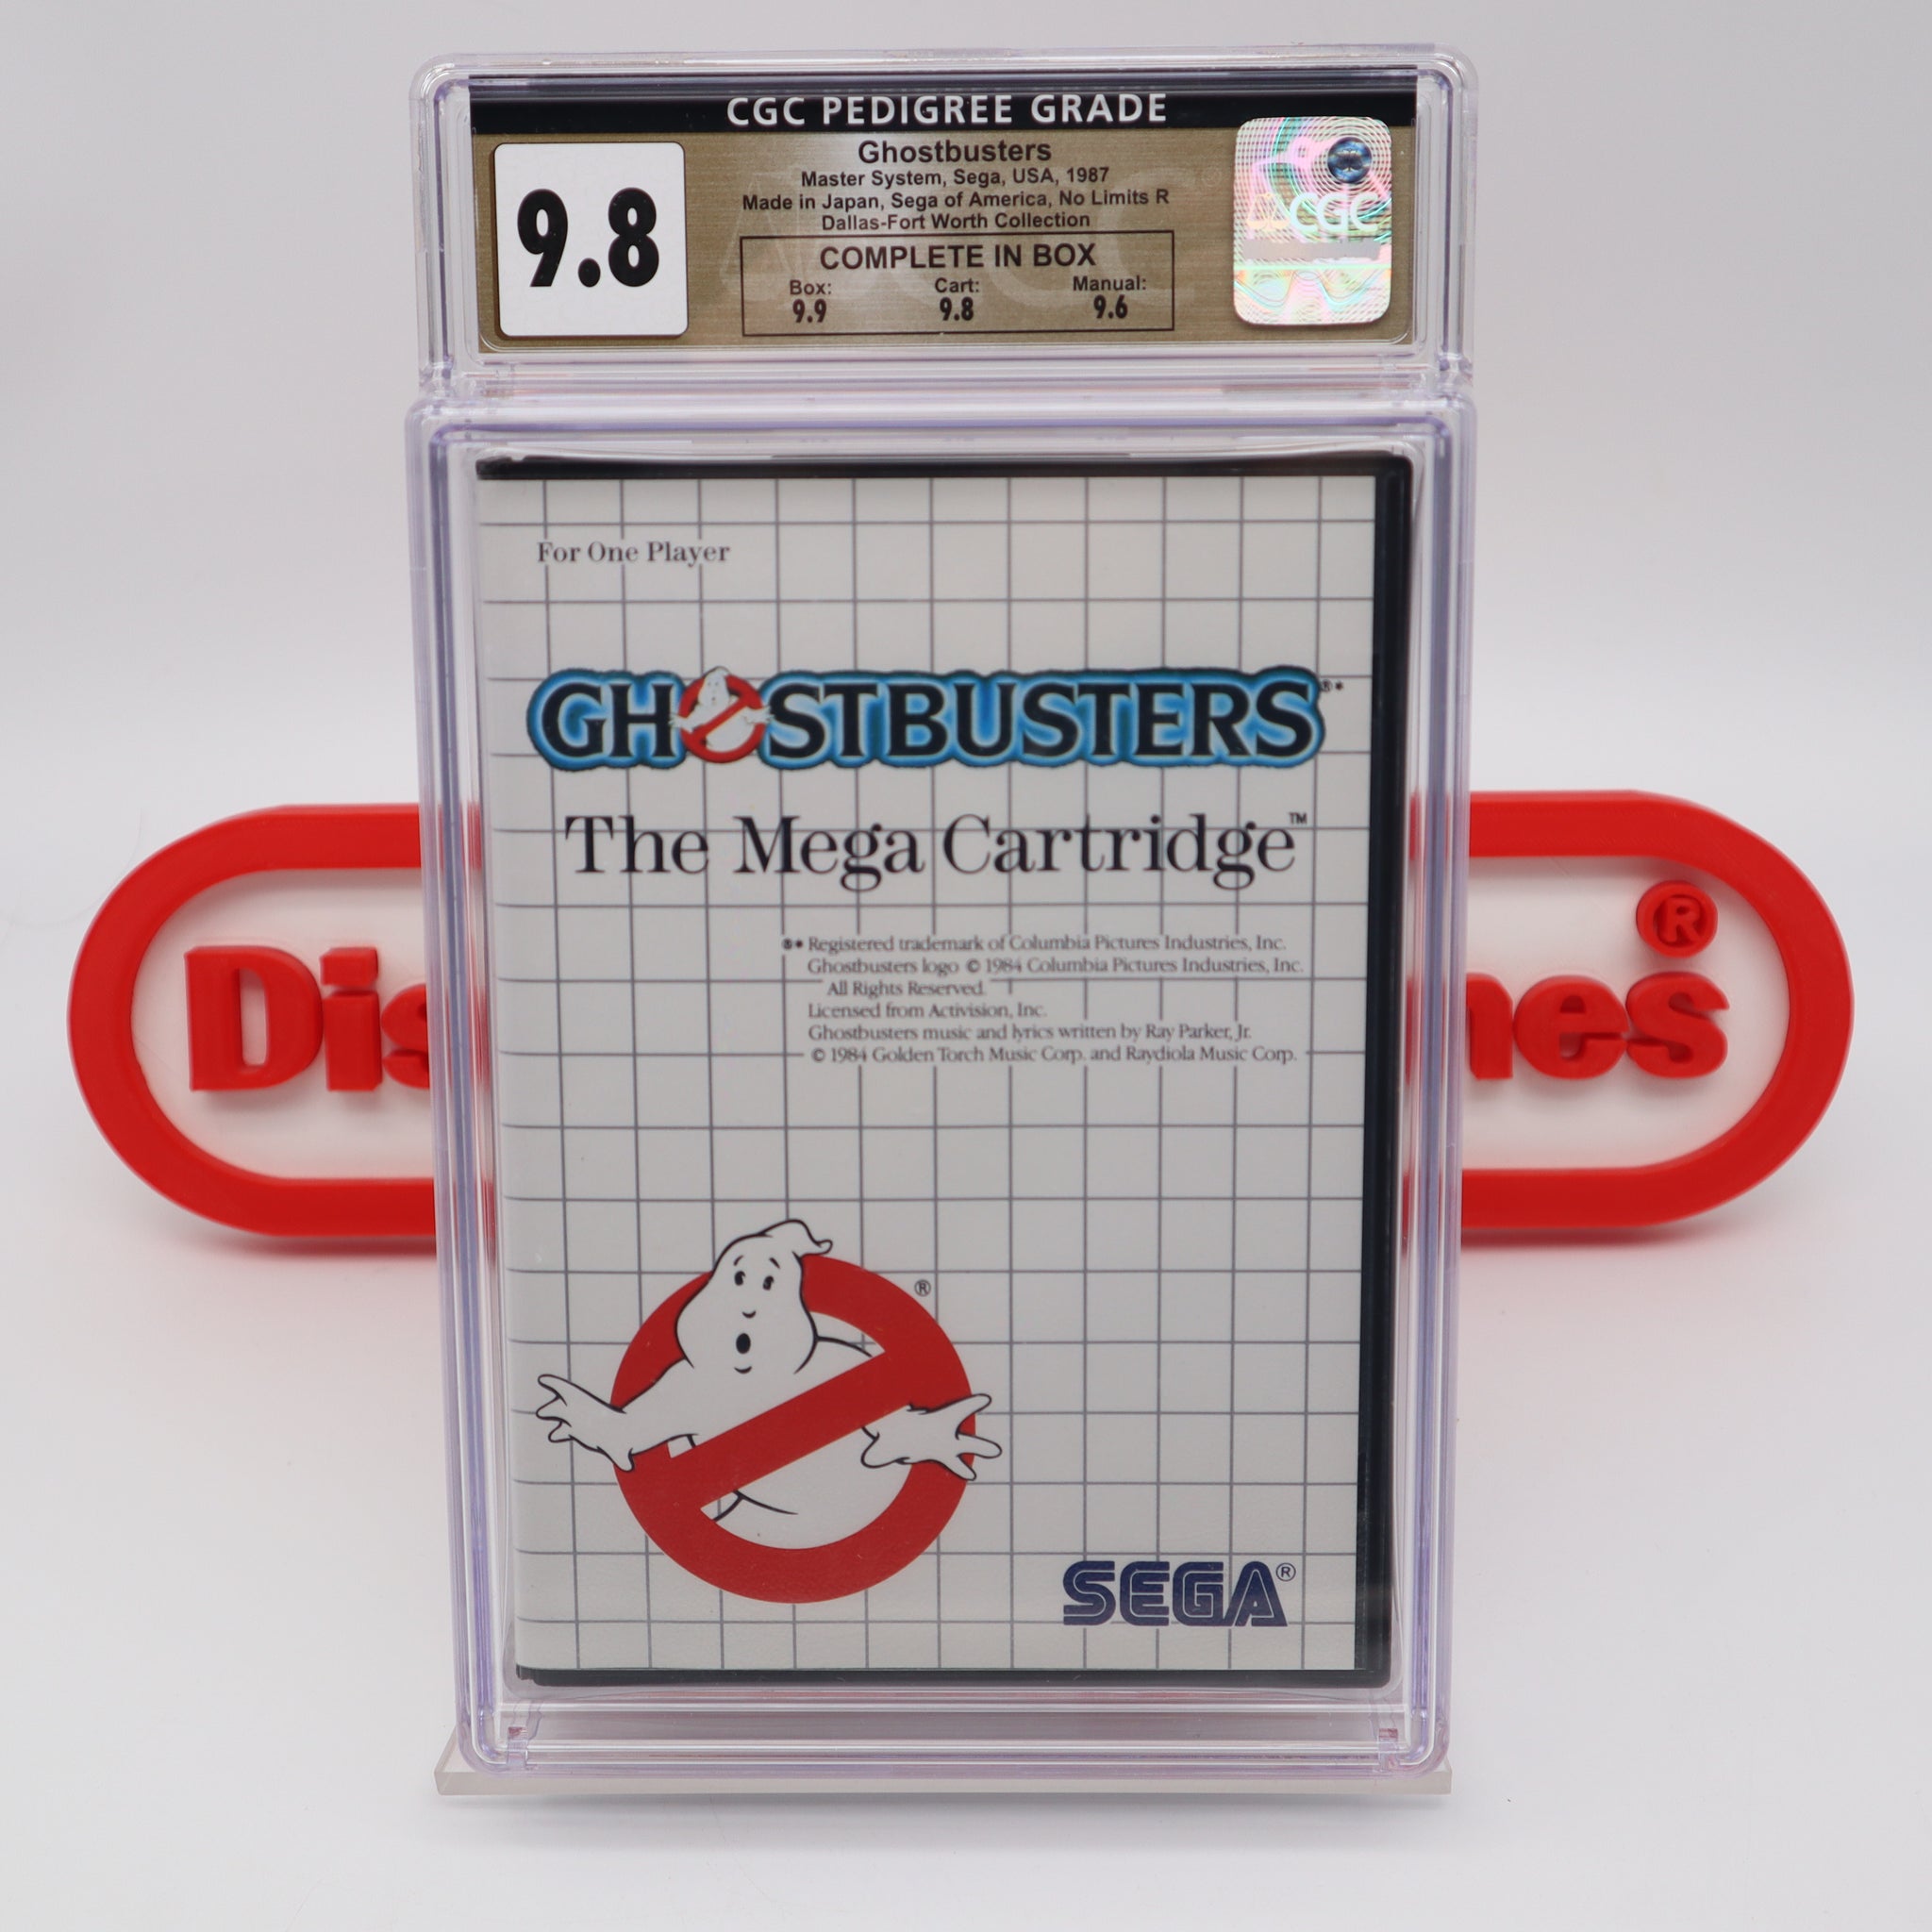 CGC PEDIGREE GRADE
9.8
Ghostbusters
Master System, Sega, USA, 1987
Made in Japan, Sega of America, No Limits R
Dallas-Fort Worth Collection
COMPLETE IN BOX
Box: Cart: Manual:
9.9 9.8 9.6
CGC
For One Player
GHOSTBUSTERS®*
The Mega Cartridge™
®* Registered trademark of Columbia Pictures Industries, Inc.
Ghostbusters logo © 1984 Columbia Pictures Industries, Inc.
All Rights Reserved.
Licensed from Activision, Inc.
Ghostbusters music and lyrics written by Ray Parker, Jr.
© 1984 Golden Torch Music Corp. and Raydiola Music Corp.
®
SEGA®
®